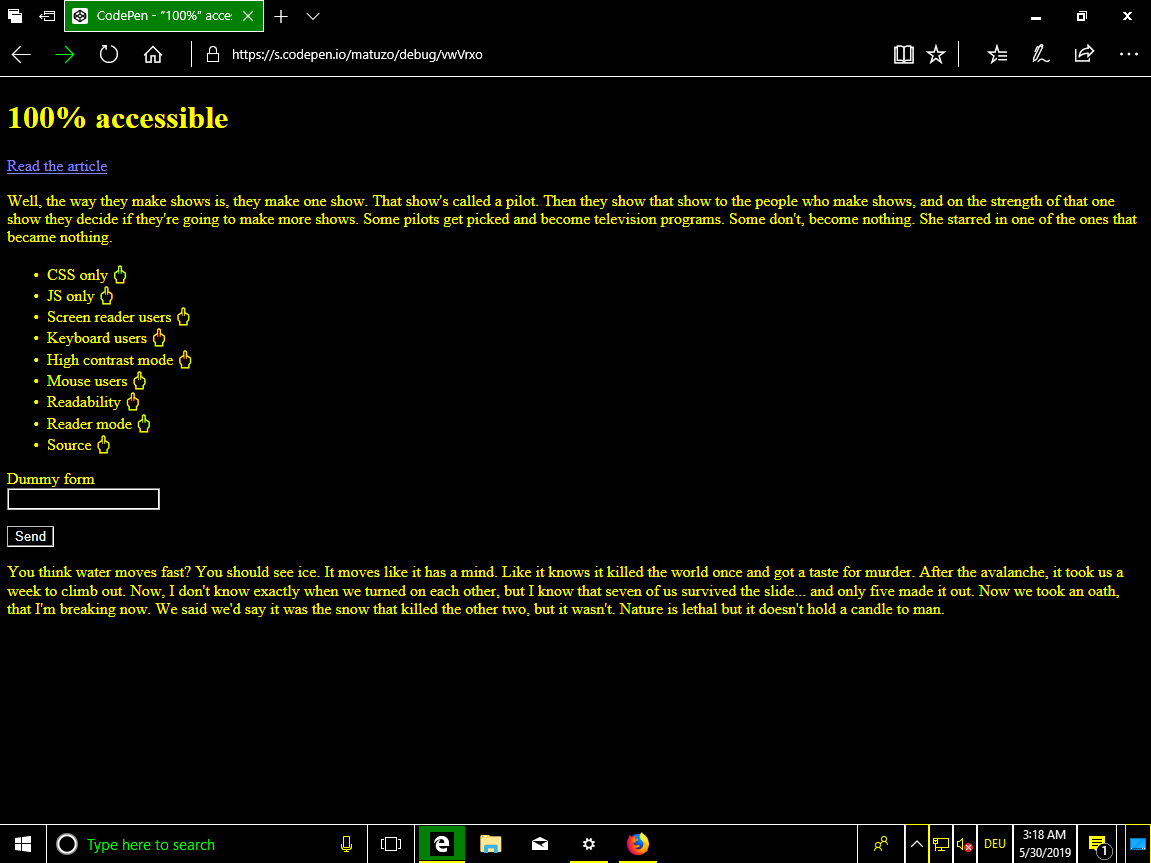 CodePen - "100%" acce:
https://s.codepen.io/matuzo/debug/vwVrxo
100% accessible
Read the article
Well, the way they make shows is, they make one show. That show's called a pilot. Then they show that show to the people who make shows, and on the strength of that one
show they decide if they're going to make more shows. Some pilots get picked and become television programs. Some don't, become nothing. She starred in one of the ones that
became nothing.
• CSS only
• JS only
• Screen reader users
• Keyboard users
• High contrast mode
• Mouse users
• Readability
• Reader mode
• Source
Dummy form
Send
You think water moves fast? You should see ice. It moves like it has a mind. Like it knows it killed the world once and got a taste for murder. After the avalanche, it took us a
week to climb out. Now, I don't know exactly when we turned on each other, but I know that seven of us survived the slide... and only five made it out. Now we took an oath,
that I'm breaking now. We said we'd say it was the snow that killed the other two, but it wasn't. Nature is lethal but it doesn't hold a candle to man.
Type here to search
DEU
3:18 AM
5/30/2019
1